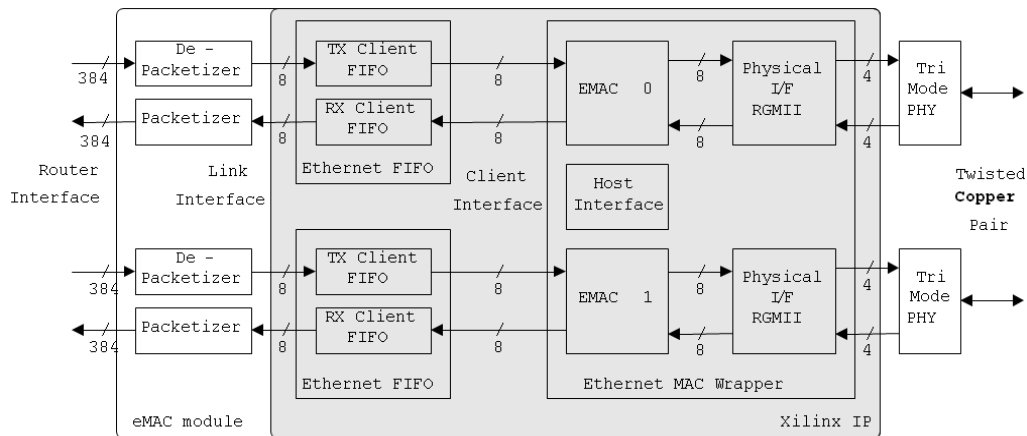 De -
Packetizer
TX Client
FIFO
384
8
8
EMAC 0
8
Physical
I/F
RGMII
4
Tri
Mode
PHY
Packetizer
RX Client
FIFO
384
8
8
8
4
Ethernet FIFO
Router
Interface
Link
Interface
Client
Interface
Host
Interface
Twisted
Copper
Pair
De -
Packetizer
TX Client
FIFO
384
8
8
EMAC 1
8
Physical
I/F
RGMII
4
Tri
Mode
PHY
Packetizer
RX Client
FIFO
384
8
8
8
4
Ethernet FIFO
Ethernet MAC Wrapper
eMAC module
Xilinx IP